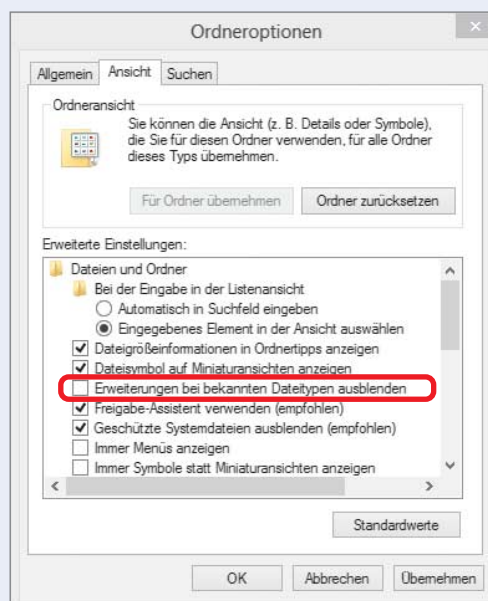 Ordneroptionen
Allgemein Ansicht Suchen
Ordneransicht
Sie können die Ansicht (z. B. Details oder Symbole),
die Sie für diesen Ordner verwenden, für alle Ordner
dieses Typs übernehmen.
Für Ordner übernehmen Ordner zurücksetzen
Erweiterte Einstellungen:
Dateien und Ordner
Bei der Eingabe in der Listenansicht
Automatisch in Suchfeld eingeben
Eingegebenes Element in der Ansicht auswählen
Dateigrößeinformationen in Ordnertipps anzeigen
Dateisymbol auf Miniaturansichten anzeigen
Erweiterungen bei bekannten Dateitypen ausblenden
Freigabe-Assistent verwenden (empfohlen)
Geschützte Systemdateien ausblenden (empfohlen)
Immer Menüs anzeigen
Immer Symbole statt Miniaturansichten anzeigen
Standardwerte
OK Abbrechen Übernehmen